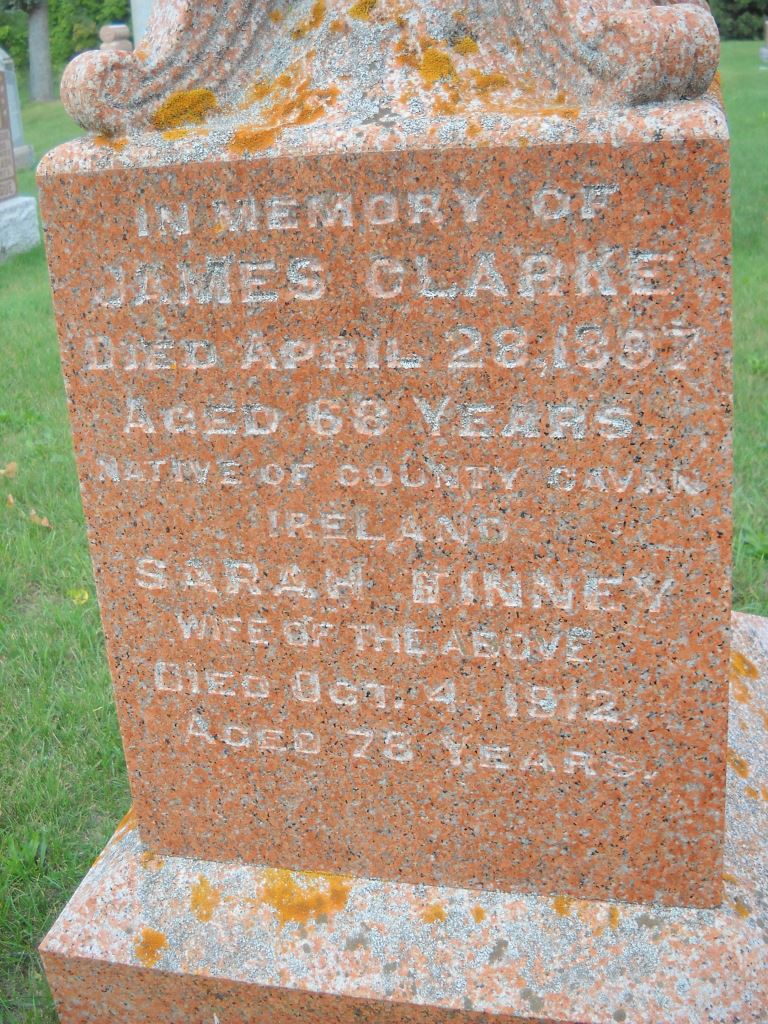 IN MEMORY OF
JAMES CLARKE
DIED APRIL 28, 1897
AGED 68 YEARS.
NATIVE OF COUNTY CAVAN
IRELAND
SARAH
WIFE OF THE ABOVE
DIED OCT. 4, 1912,
AGED 78 YEARS.